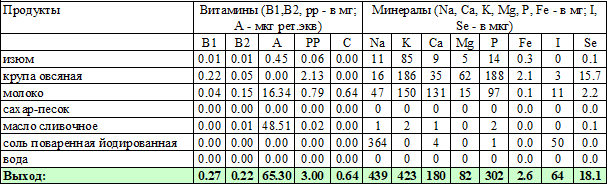 Продукты Витамины (B1,B2, pp - в мг; A - мкг рет.экв) Минералы (Na, Ca, K, Mg, P, Fe - в мг; I, Se - в мкг)
B1 B2 A PP C Na K Ca Mg P Fe I Se
изюм 0.01 0.01 0.45 0.06 0.00 11 85 9 5 14 0.3 0 0.1
крупа овсяная 0.22 0.05 0.00 2.13 0.00 16 186 35 62 188 2.1 3 15.7
молоко 0.04 0.15 16.34 0.79 0.64 47 150 131 15 97 0.1 11 2.2
сахар-песок 0.00 0.00 0.00 0.00 0.00 0 0 0 0 0 0.0 0 0.0
масло сливочное 0.00 0.01 48.51 0.02 0.00 1 2 1 0 2 0.0 0 0.1
соль поваренная йодированная 0.00 0.00 0.00 0.00 0.00 364 0 4 0 1 0.0 50 0.0
вода 0.00 0.00 0.00 0.00 0.00 0 0 0 0 0 0.0 0 0.0
Выход: 0.27 0.22 65.30 3.00 0.64 439 423 180 82 302 2.6 64 18.1